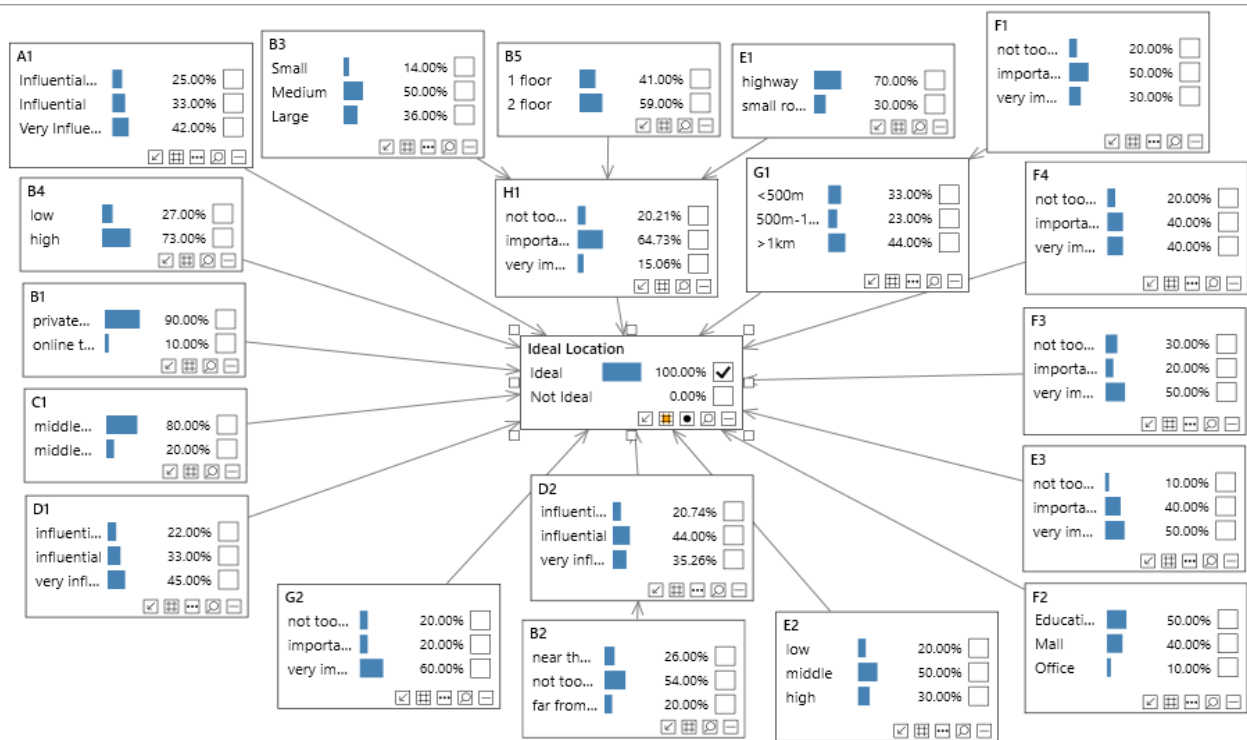 A1
Influential... 25.00%
Influential 33.00%
Very Influe... 42.00%
B3
Small 14.00%
Medium 50.00%
Large 36.00%
B5
1 floor 41.00%
2 floor 59.00%
E1
highway 70.00%
small ro... 30.00%
F1
not too... 20.00%
importa... 50.00%
very im... 30.00%
B4
low 27.00%
high 73.00%
H1
not too... 20.21%
importa... 64.73%
very im... 15.06%
G1
<500m 33.00%
500m-1... 23.00%
>1km 44.00%
F4
not too... 20.00%
importa... 40.00%
very im... 40.00%
B1
private... 90.00%
online t... 10.00%
Ideal Location
Ideal 100.00%
Not Ideal 0.00%
F3
not too... 30.00%
importa... 20.00%
very im... 50.00%
C1
middle... 80.00%
middle... 20.00%
D1
influenti... 22.00%
influential 33.00%
very infl... 45.00%
D2
influenti... 20.74%
influential 44.00%
very infl... 35.26%
E3
not too... 10.00%
importa... 40.00%
very im... 50.00%
G2
not too... 20.00%
importa... 20.00%
very im... 60.00%
B2
near th... 26.00%
not too... 54.00%
far from... 20.00%
E2
low 20.00%
middle 50.00%
high 30.00%
F2
Educati... 50.00%
Mall 40.00%
Office 10.00%